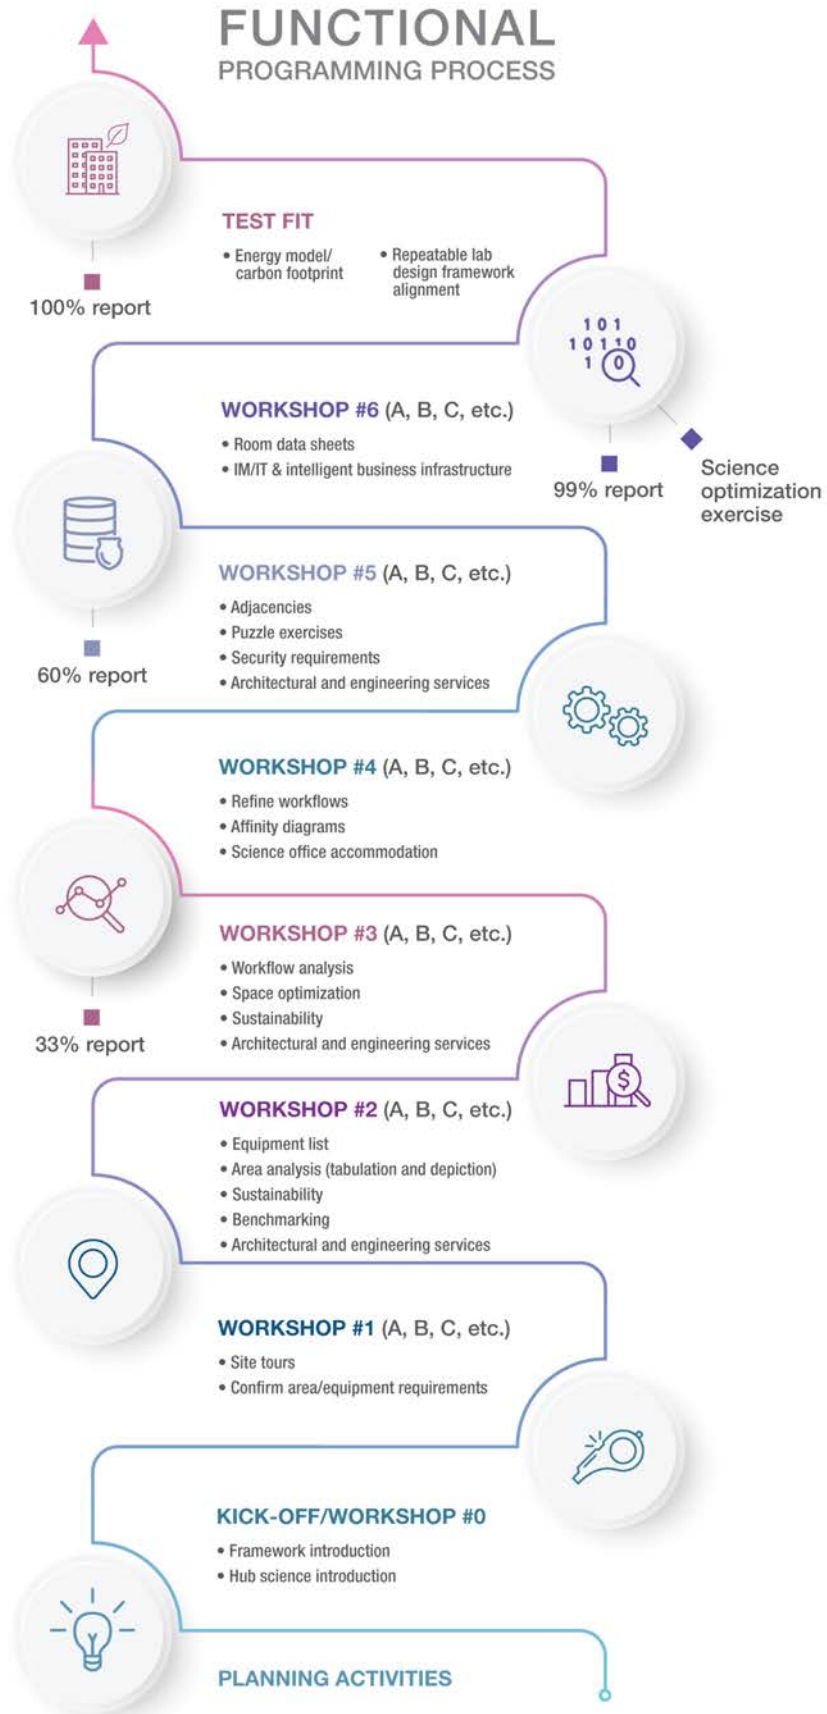 FUNCTIONAL
PROGRAMMING PROCESS
TEST FIT
• Energy model/
carbon footprint
• Repeatable lab
design framework
alignment
100% report
101
10110
1 0
WORKSHOP #6 (A, B, C, etc.)
• Room data sheets
• IM/IT & intelligent business infrastructure
99% report
Science
optimization
exercise
WORKSHOP #5 (A, B, C, etc.)
• Adjacencies
• Puzzle exercises
• Security requirements
• Architectural and engineering services
60% report
WORKSHOP #4 (A, B, C, etc.)
• Refine workflows
• Affinity diagrams
• Science office accommodation
WORKSHOP #3 (A, B, C, etc.)
• Workflow analysis
• Space optimization
• Sustainability
• Architectural and engineering services
33% report
$
WORKSHOP #2 (A, B, C, etc.)
• Equipment list
• Area analysis (tabulation and depiction)
• Sustainability
• Benchmarking
• Architectural and engineering services
WORKSHOP #1 (A, B, C, etc.)
• Site tours
• Confirm area/equipment requirements
KICK-OFF/WORKSHOP #0
• Framework introduction
• Hub science introduction
PLANNING ACTIVITIES